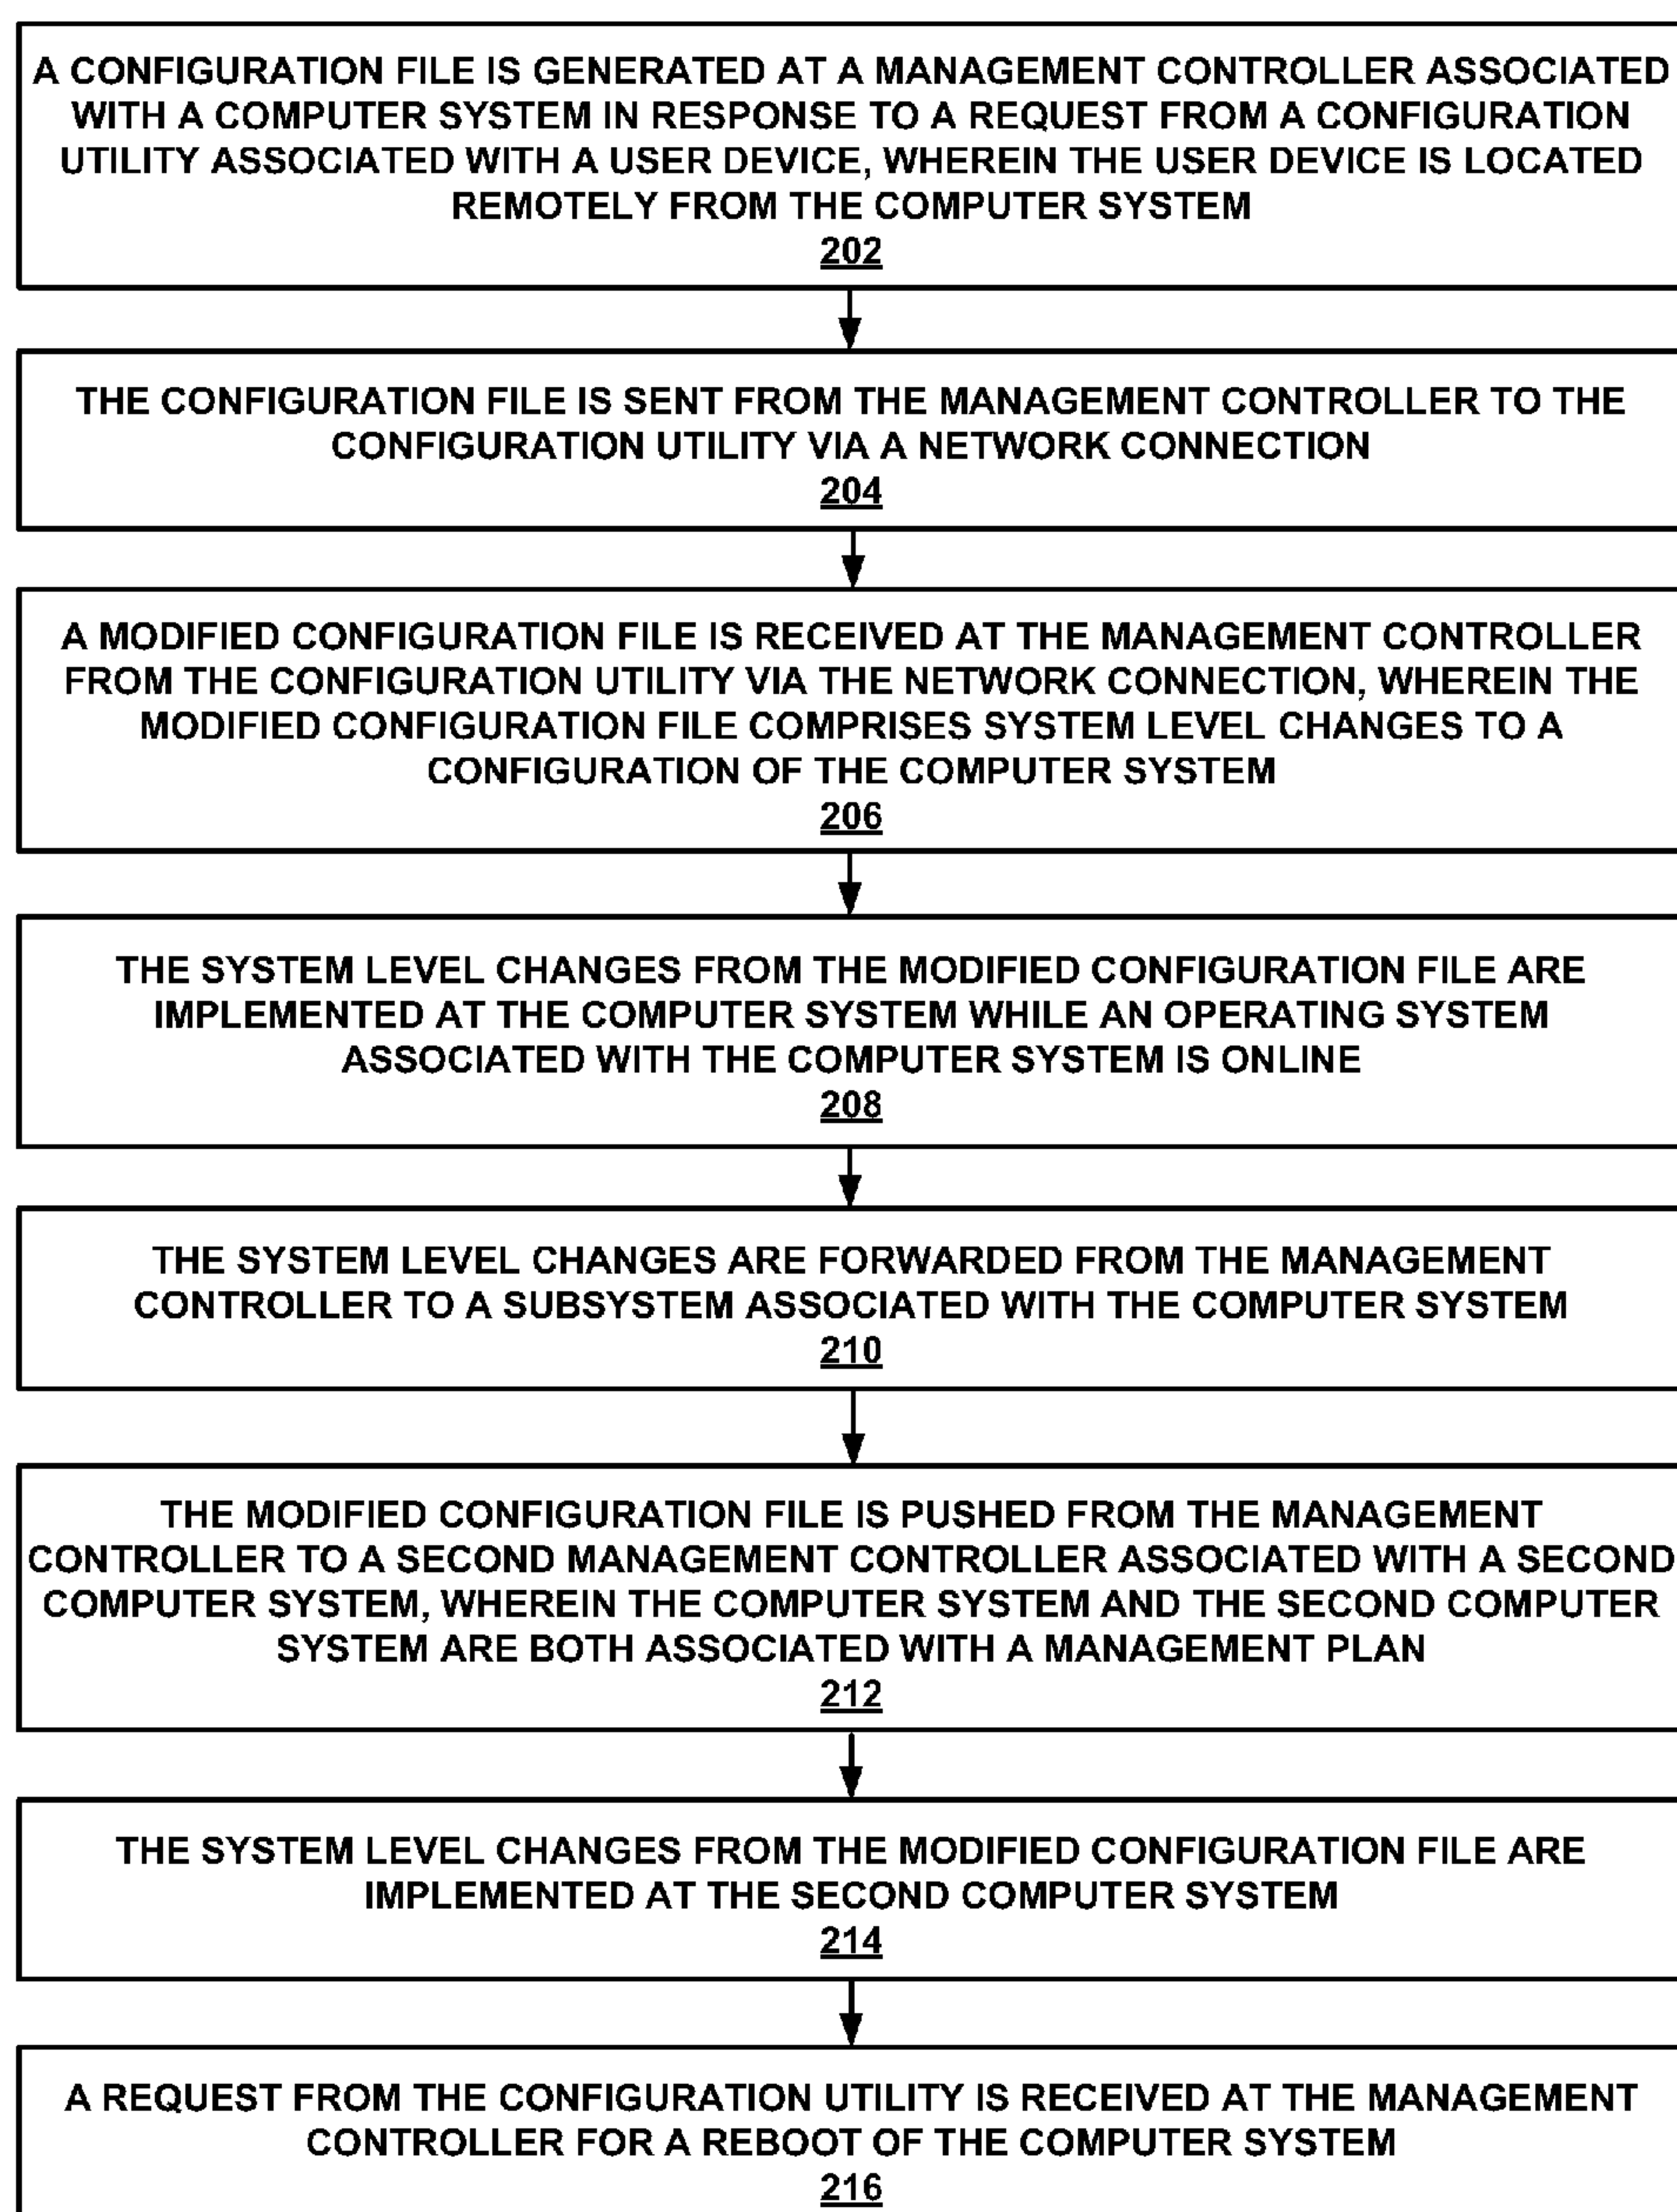 A CONFIGURATION FILE IS GENERATED AT A MANAGEMENT CONTROLLER ASSOCIATED
WITH A COMPUTER SYSTEM IN RESPONSE TO A REQUEST FROM A CONFIGURATION
UTILITY ASSOCIATED WITH A USER DEVICE, WHEREIN THE USER DEVICE IS LOCATED
REMOTELY FROM THE COMPUTER SYSTEM
202
THE CONFIGURATION FILE IS SENT FROM THE MANAGEMENT CONTROLLER TO THE
CONFIGURATION UTILITY VIA A NETWORK CONNECTION
204
A MODIFIED CONFIGURATION FILE IS RECEIVED AT THE MANAGEMENT CONTROLLER
FROM THE CONFIGURATION UTILITY VIA THE NETWORK CONNECTION, WHEREIN THE
MODIFIED CONFIGURATION FILE COMPRISES SYSTEM LEVEL CHANGES TO A
CONFIGURATION OF THE COMPUTER SYSTEM
206
THE SYSTEM LEVEL CHANGES FROM THE MODIFIED CONFIGURATION FILE ARE
IMPLEMENTED AT THE COMPUTER SYSTEM WHILE AN OPERATING SYSTEM
ASSOCIATED WITH THE COMPUTER SYSTEM IS ONLINE
208
THE SYSTEM LEVEL CHANGES ARE FORWARDED FROM THE MANAGEMENT
CONTROLLER TO A SUBSYSTEM ASSOCIATED WITH THE COMPUTER SYSTEM
210
THE MODIFIED CONFIGURATION FILE IS PUSHED FROM THE MANAGEMENT
CONTROLLER TO A SECOND MANAGEMENT CONTROLLER ASSOCIATED WITH A SECOND
COMPUTER SYSTEM, WHEREIN THE COMPUTER SYSTEM AND THE SECOND COMPUTER
SYSTEM ARE BOTH ASSOCIATED WITH A MANAGEMENT PLAN
212
THE SYSTEM LEVEL CHANGES FROM THE MODIFIED CONFIGURATION FILE ARE
IMPLEMENTED AT THE SECOND COMPUTER SYSTEM
214
A REQUEST FROM THE CONFIGURATION UTILITY IS RECEIVED AT THE MANAGEMENT
CONTROLLER FOR A REBOOT OF THE COMPUTER SYSTEM
216